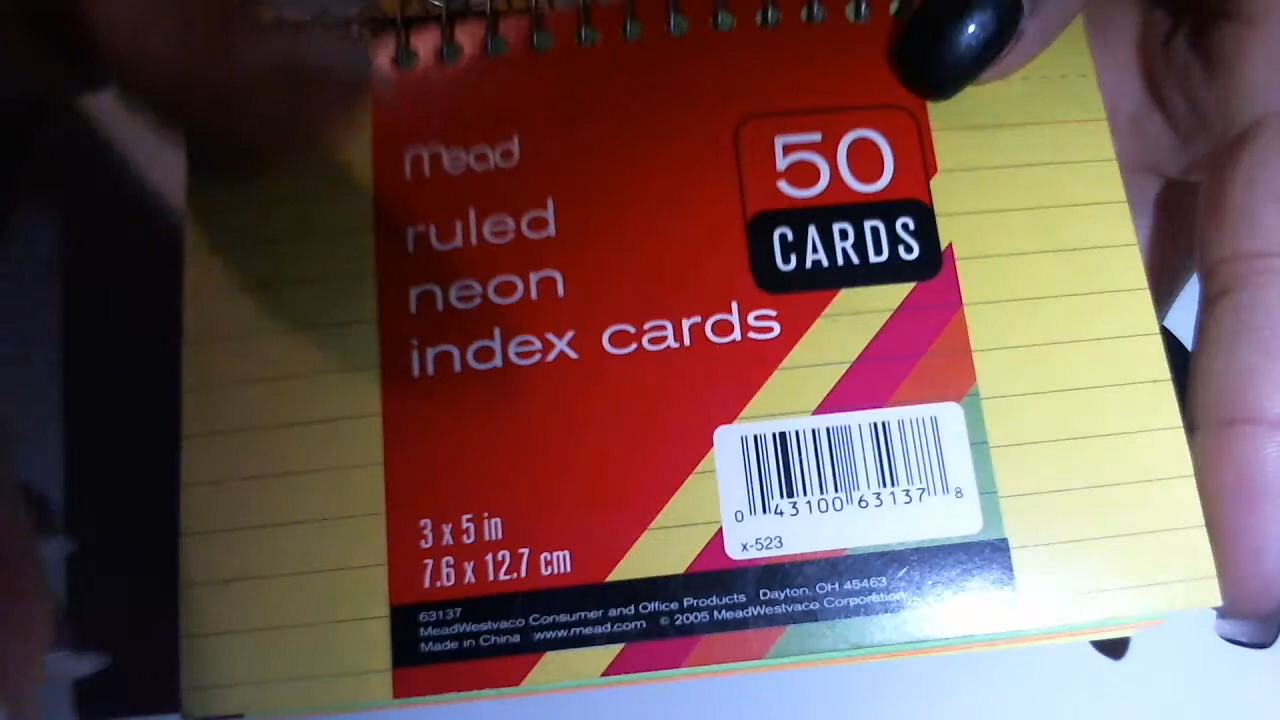 mead
ruled
neon
index cards
50
CARDS
3 x 5 in
7.6 x 12.7 cm
0 43100 63137 8
x-523
63137
MeadWestvaco Consumer and Office Products Dayton, OH 45463
Made in China www.mead.com © 2005 MeadWestvaco Corporation